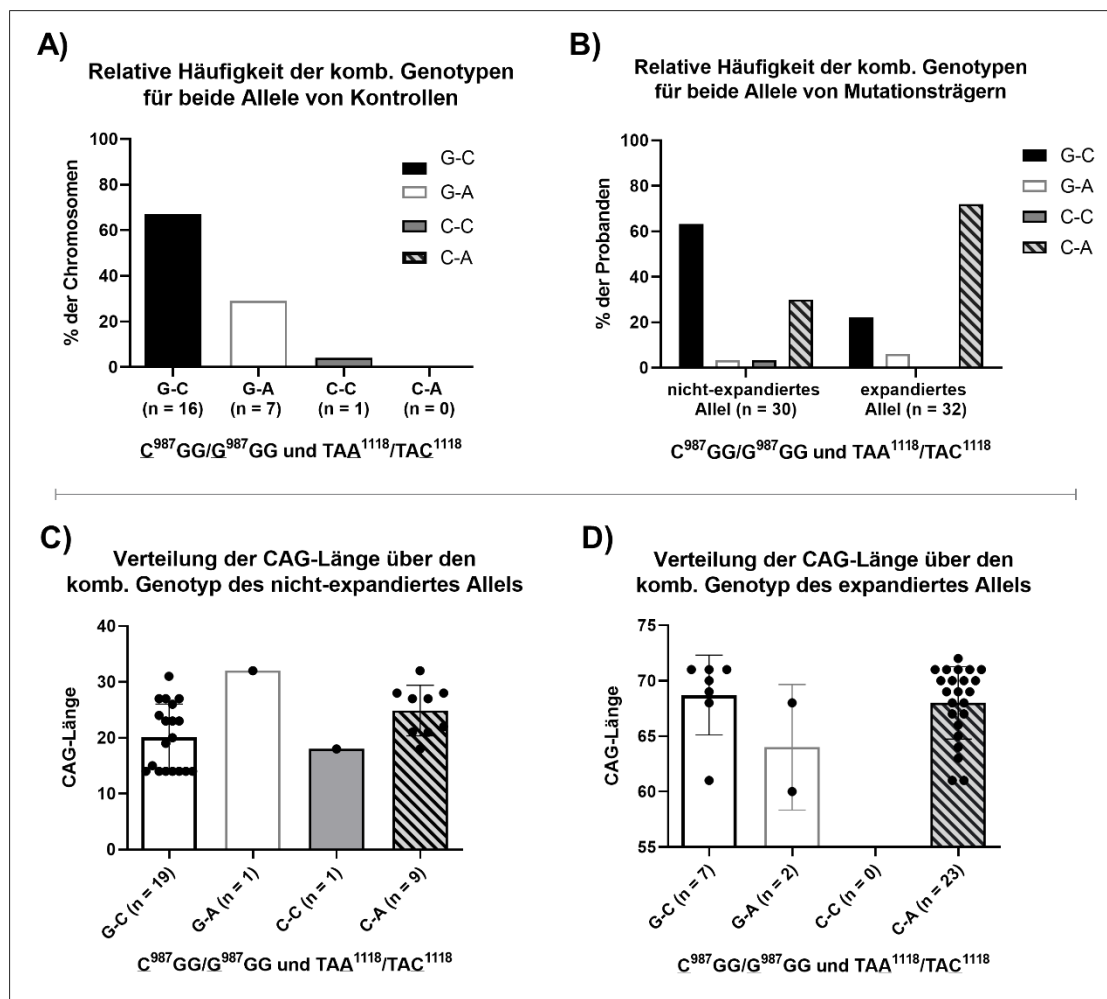 A)
Relative Häufigkeit der komb. Genotypen
für beide Allele von Kontrollen
% der Chromosomen
100
80
60
40
20
0
G-C
G-A
C-C
C-A
G-C
(n = 16)
G-A
(n = 7)
C-C
(n = 1)
C-A
(n = 0)
C⁹⁸⁷GG/G⁹⁸⁷GG und TAA¹¹¹⁸/TAC¹¹¹⁸
B)
Relative Häufigkeit der komb. Genotypen
für beide Allele von Mutationsträgern
% der Probanden
100
80
60
40
20
0
G-C
G-A
C-C
C-A
nicht-expandiertes
Allel (n = 30)
expandiertes
Allel (n = 32)
C⁹⁸⁷GG/G⁹⁸⁷GG und TAA¹¹¹⁸/TAC¹¹¹⁸
C)
Verteilung der CAG-Länge über den
komb. Genotyp des nicht-expandiertes Allels
CAG-Länge
40
30
20
10
0
G-C (n = 19)
G-A (n = 1)
C-C (n = 1)
C-A (n = 9)
C⁹⁸⁷GG/G⁹⁸⁷GG und TAA¹¹¹⁸/TAC¹¹¹⁸
D)
Verteilung der CAG-Länge über den
komb. Genotyp des expandiertes Allels
CAG-Länge
75
70
65
60
55
G-C (n = 7)
G-A (n = 2)
C-C (n = 0)
C-A (n = 23)
C⁹⁸⁷GG/G⁹⁸⁷GG und TAA¹¹¹⁸/TAC¹¹¹⁸